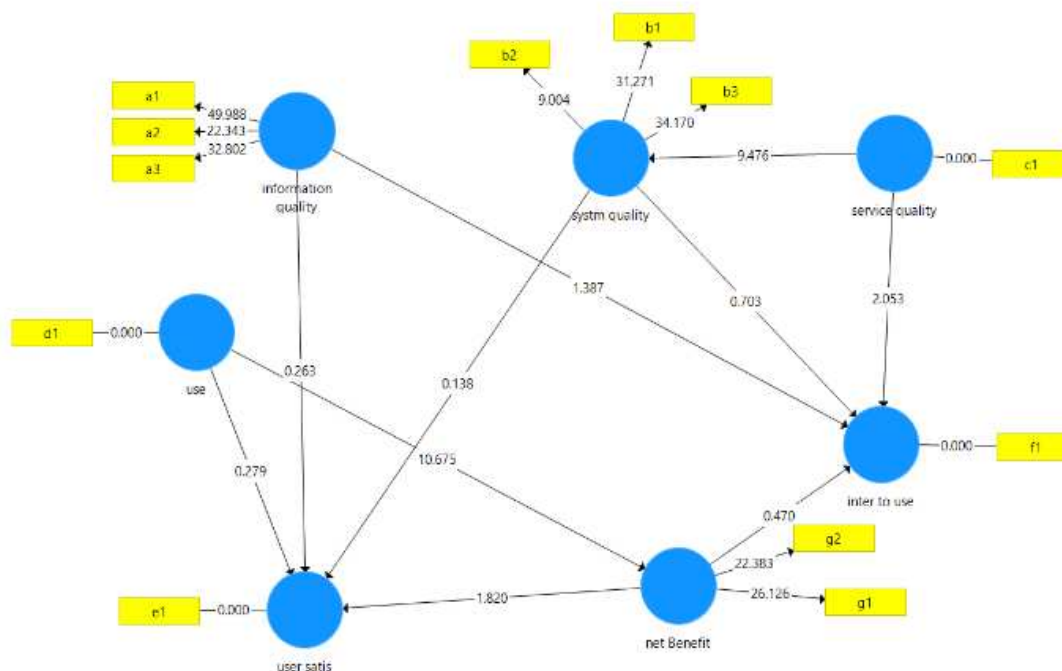 b1
b2
31.271
b3
a1
9.004
49.988
34.170
a2
22.343
9.476
0.000
c1
32.802
a3
information
quality
systm quality
service quality
1.387
0.703
2.053
d1
0.000
use
0.263
0.138
10.675
0.279
0.000
f1
inter to use
0.470
g2
22.383
e1
0.000
1.820
26.126
g1
net Benefit
user satis